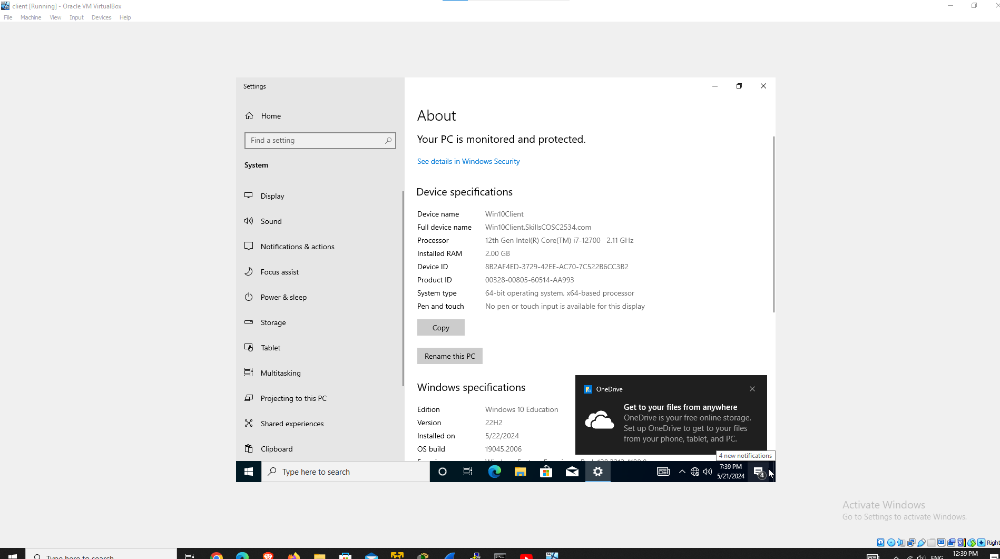 client [Running] - Oracle VM VirtualBox
File Machine View Input Devices Help
Settings
Home
Find a setting
System
Display
Sound
Notifications & actions
Focus assist
Power & sleep
Storage
Tablet
Multitasking
Projecting to this PC
Shared experiences
Clipboard
About
Your PC is monitored and protected.
See details in Windows Security
Device specifications
Device name Win10Client
Full device name Win10Client.SkillsCOSC2534.com
Processor 12th Gen Intel(R) Core(TM) i7-12700 2.11 GHz
Installed RAM 2.00 GB
Device ID 8B2AF4ED-3729-42EE-AC70-7C522B6CC3B2
Product ID 00328-00805-60514-AA993
System type 64-bit operating system, x64-based processor
Pen and touch No pen or touch input is available for this display
Copy
Rename this PC
Windows specifications
Edition Windows 10 Education
Version 22H2
Installed on 5/22/2024
OS build 19045.2006
OneDrive
Get to your files from anywhere
OneDrive is your free online storage.
Set up OneDrive to get to your files
from your phone, tablet, and PC.
4 new notifications
Type here to search
7:39 PM
5/21/2024
4
Activate Windows
Go to Settings to activate Windows.
Right
Type here to search
ENG
12:39 PM